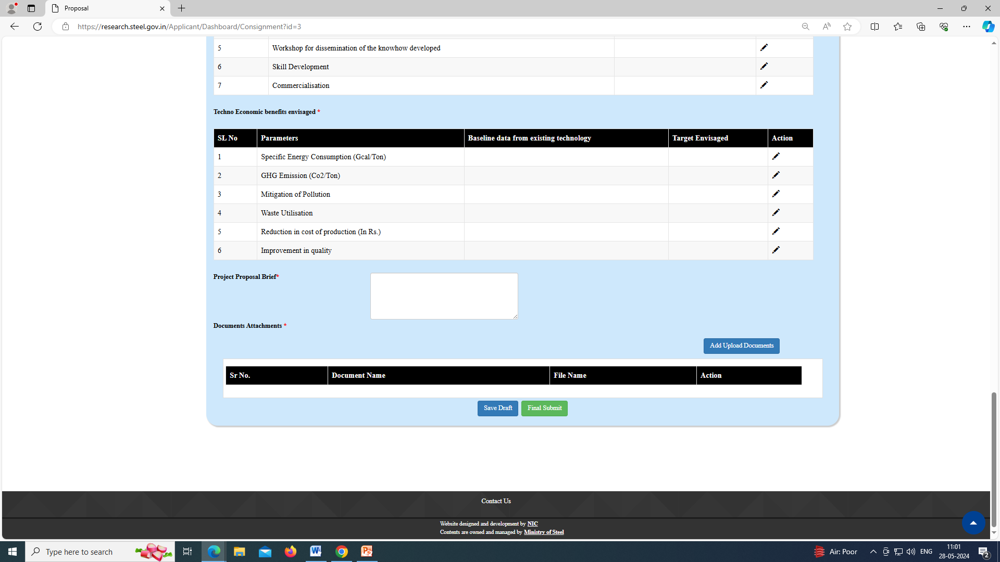 Proposal
https://research.steel.gov.in/Applicant/Dashboard/Consignment?id=3
5 Workshop for dissemination of the knowhow developed
6 Skill Development
7 Commercialisation
Techno Economic benefits envisaged *
SL No Parameters Baseline data from existing technology Target Envisaged Action
1 Specific Energy Consumption (Gcal/Ton)
2 GHG Emission (Co2/Ton)
3 Mitigation of Pollution
4 Waste Utilisation
5 Reduction in cost of production (In Rs.)
6 Improvement in quality
Project Proposal Brief*
Documents Attachments *
Add Upload Documents
Sr No. Document Name File Name Action
Save Draft Final Submit
Contact Us
Website designed and development by NIC
Contents are owned and managed by Ministry of Steel
Type here to search
Air: Poor
ENG
11:01
28-05-2024
2